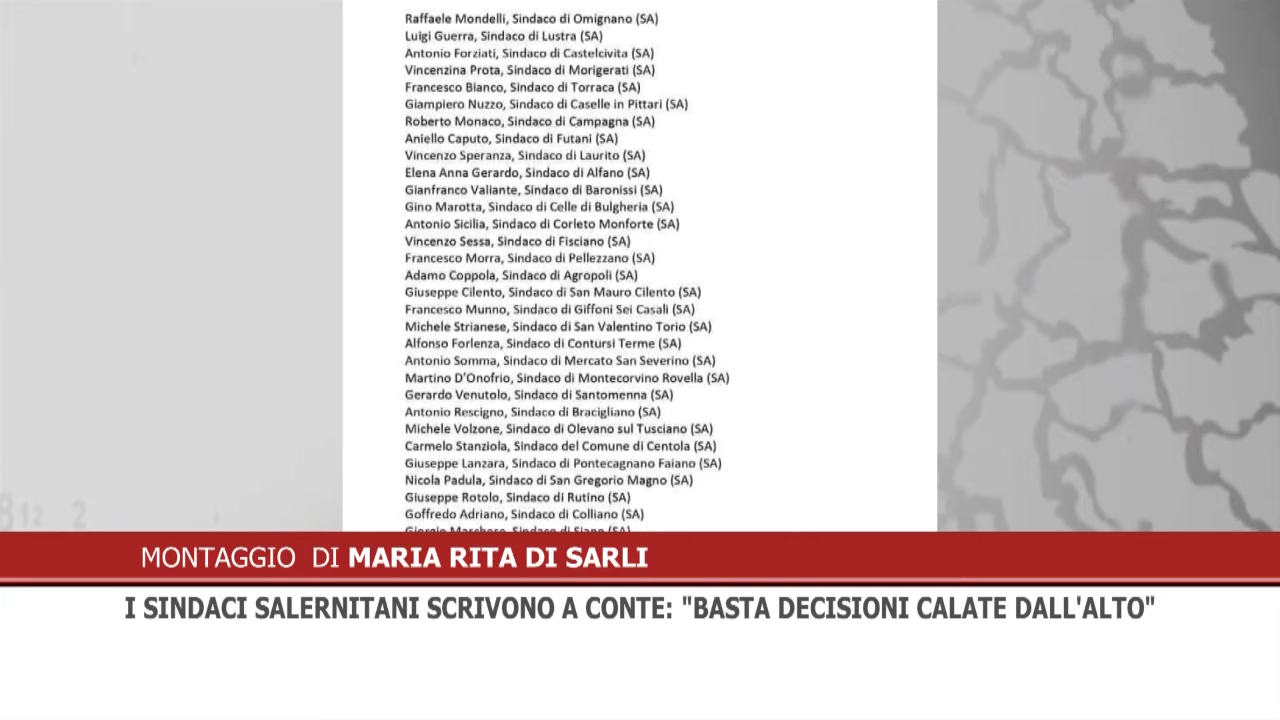 Raffaele Mondelli, Sindaco di Omignano (SA)
Luigi Guerra, Sindaco di Lustra (SA)
Antonio Forziati, Sindaco di Castelcivita (SA)
Vincenzina Prota, Sindaco di Morigerati (SA)
Francesco Bianco, Sindaco di Torraca (SA)
Giampiero Nuzzo, Sindaco di Caselle in Pittari (SA)
Roberto Monaco, Sindaco di Campagna (SA)
Aniello Caputo, Sindaco di Futani (SA)
Vincenzo Speranza, Sindaco di Laurito (SA)
Elena Anna Gerardo, Sindaco di Alfano (SA)
Gianfranco Valiante, Sindaco di Baronissi (SA)
Gino Marotta, Sindaco di Celle di Bulgheria (SA)
Antonio Sicilia, Sindaco di Corleto Monforte (SA)
Vincenzo Sessa, Sindaco di Fisciano (SA)
Francesco Morra, Sindaco di Pellezzano (SA)
Adamo Coppola, Sindaco di Agropoli (SA)
Giuseppe Cilento, Sindaco di San Mauro Cilento (SA)
Francesco Munno, Sindaco di Giffoni Sei Casali (SA)
Michele Strianese, Sindaco di San Valentino Torio (SA)
Alfonso Forlenza, Sindaco di Contursi Terme (SA)
Antonio Somma, Sindaco di Mercato San Severino (SA)
Martino D'Onofrio, Sindaco di Montecorvino Rovella (SA)
Gerardo Venutolo, Sindaco di Santomenna (SA)
Antonio Rescigno, Sindaco di Bracigliano (SA)
Michele Volzone, Sindaco di Olevano sul Tusciano (SA)
Carmelo Stanziola, Sindaco del Comune di Centola (SA)
Giuseppe Lanzara, Sindaco di Pontecagnano Faiano (SA)
Nicola Padula, Sindaco di San Gregorio Magno (SA)
Giuseppe Rotolo, Sindaco di Rutino (SA)
Goffredo Adriano, Sindaco di Colliano (SA)
MONTAGGIO DI MARIA RITA DI SARLI
I SINDACI SALERNITANI SCRIVONO A CONTE: "BASTA DECISIONI CALATE DALL'ALTO"